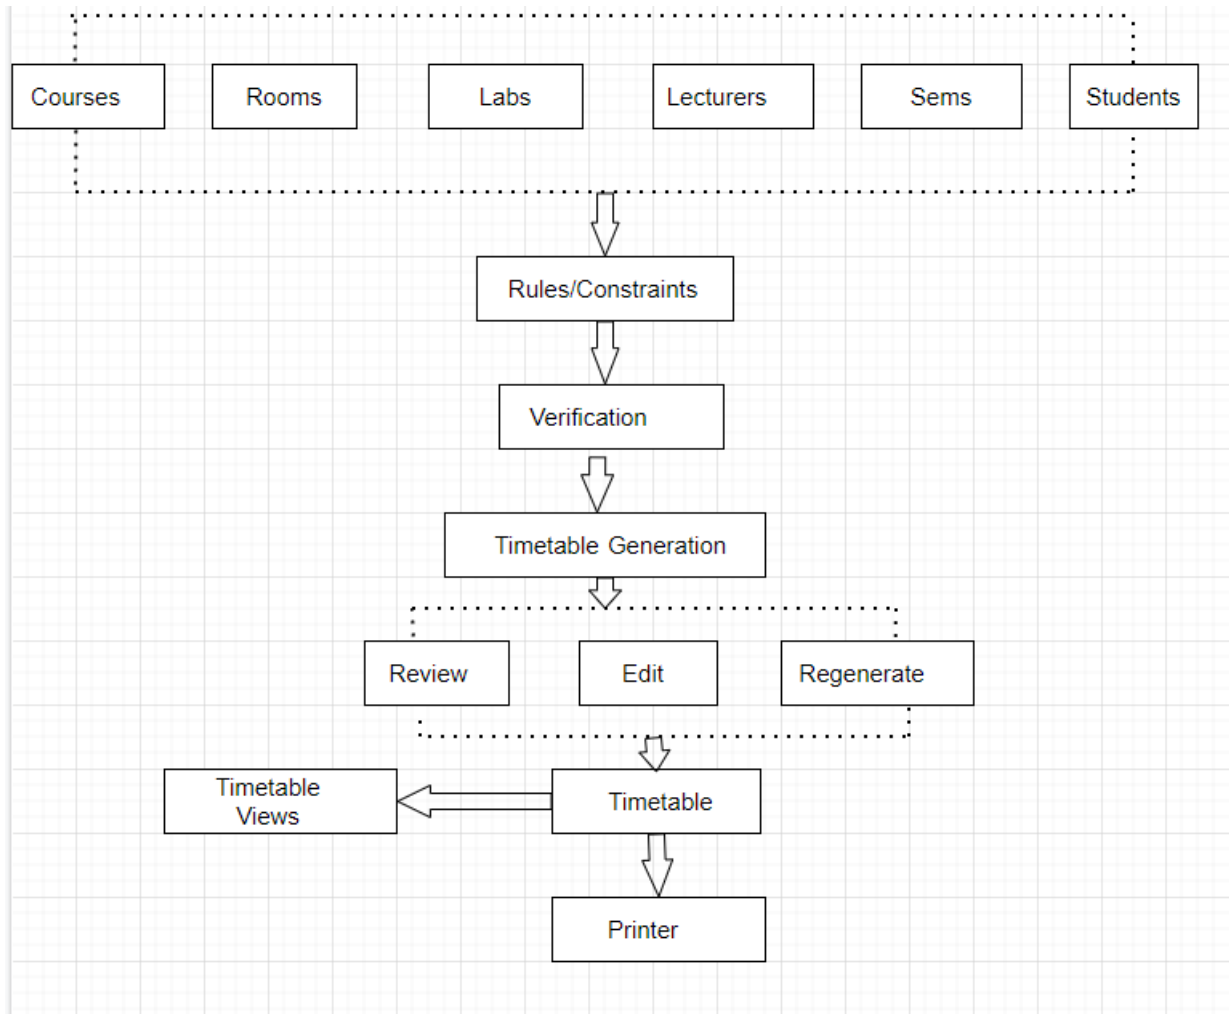 Courses
Rooms
Labs
Lecturers
Sems
Students
Rules/Constraints
Verification
Timetable Generation
Review
Edit
Regenerate
Timetable
Views
Timetable
Printer